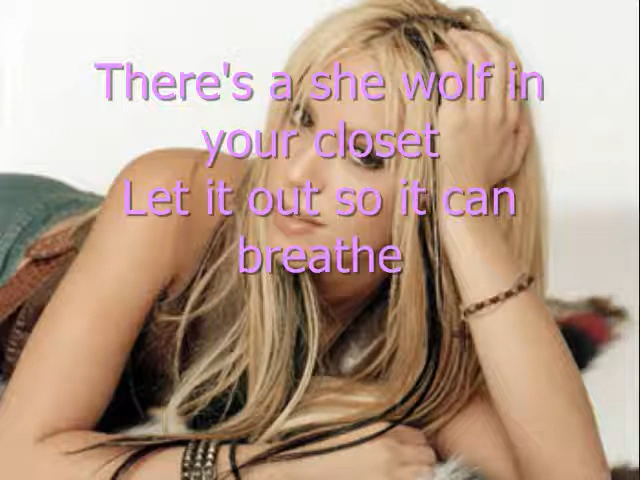 There's a she wolf in
your closet
Let it out so it can
breathe